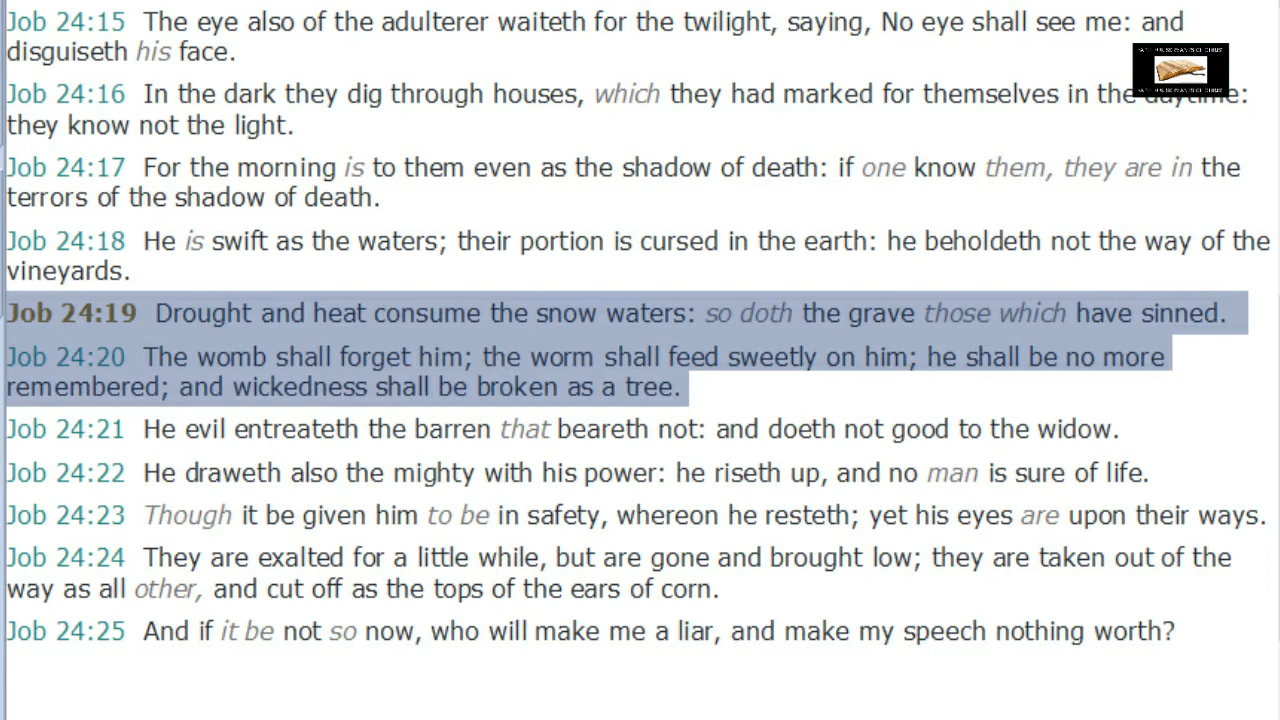 Job 24:15 The eye also of the adulterer waiteth for the twilight, saying, No eye shall see me: and
disguiseth his face.
Job 24:16 In the dark they dig through houses, which they had marked for themselves in the daytime:
they know not the light.
Job 24:17 For the morning is to them even as the shadow of death: if one know them, they are in the
terrors of the shadow of death.
Job 24:18 He is swift as the waters; their portion is cursed in the earth: he beholdeth not the way of the
vineyards.
Job 24:19 Drought and heat consume the snow waters: so doth the grave those which have sinned.
Job 24:20 The womb shall forget him; the worm shall feed sweetly on him; he shall be no more
remembered; and wickedness shall be broken as a tree.
Job 24:21 He evil entreateth the barren that beareth not: and doeth not good to the widow.
Job 24:22 He draweth also the mighty with his power: he riseth up, and no man is sure of life.
Job 24:23 Though it be given him to be in safety, whereon he resteth; yet his eyes are upon their ways.
Job 24:24 They are exalted for a little while, but are gone and brought low; they are taken out of the
way as all other, and cut off as the tops of the ears of corn.
Job 24:25 And if it be not so now, who will make me a liar, and make my speech nothing worth?